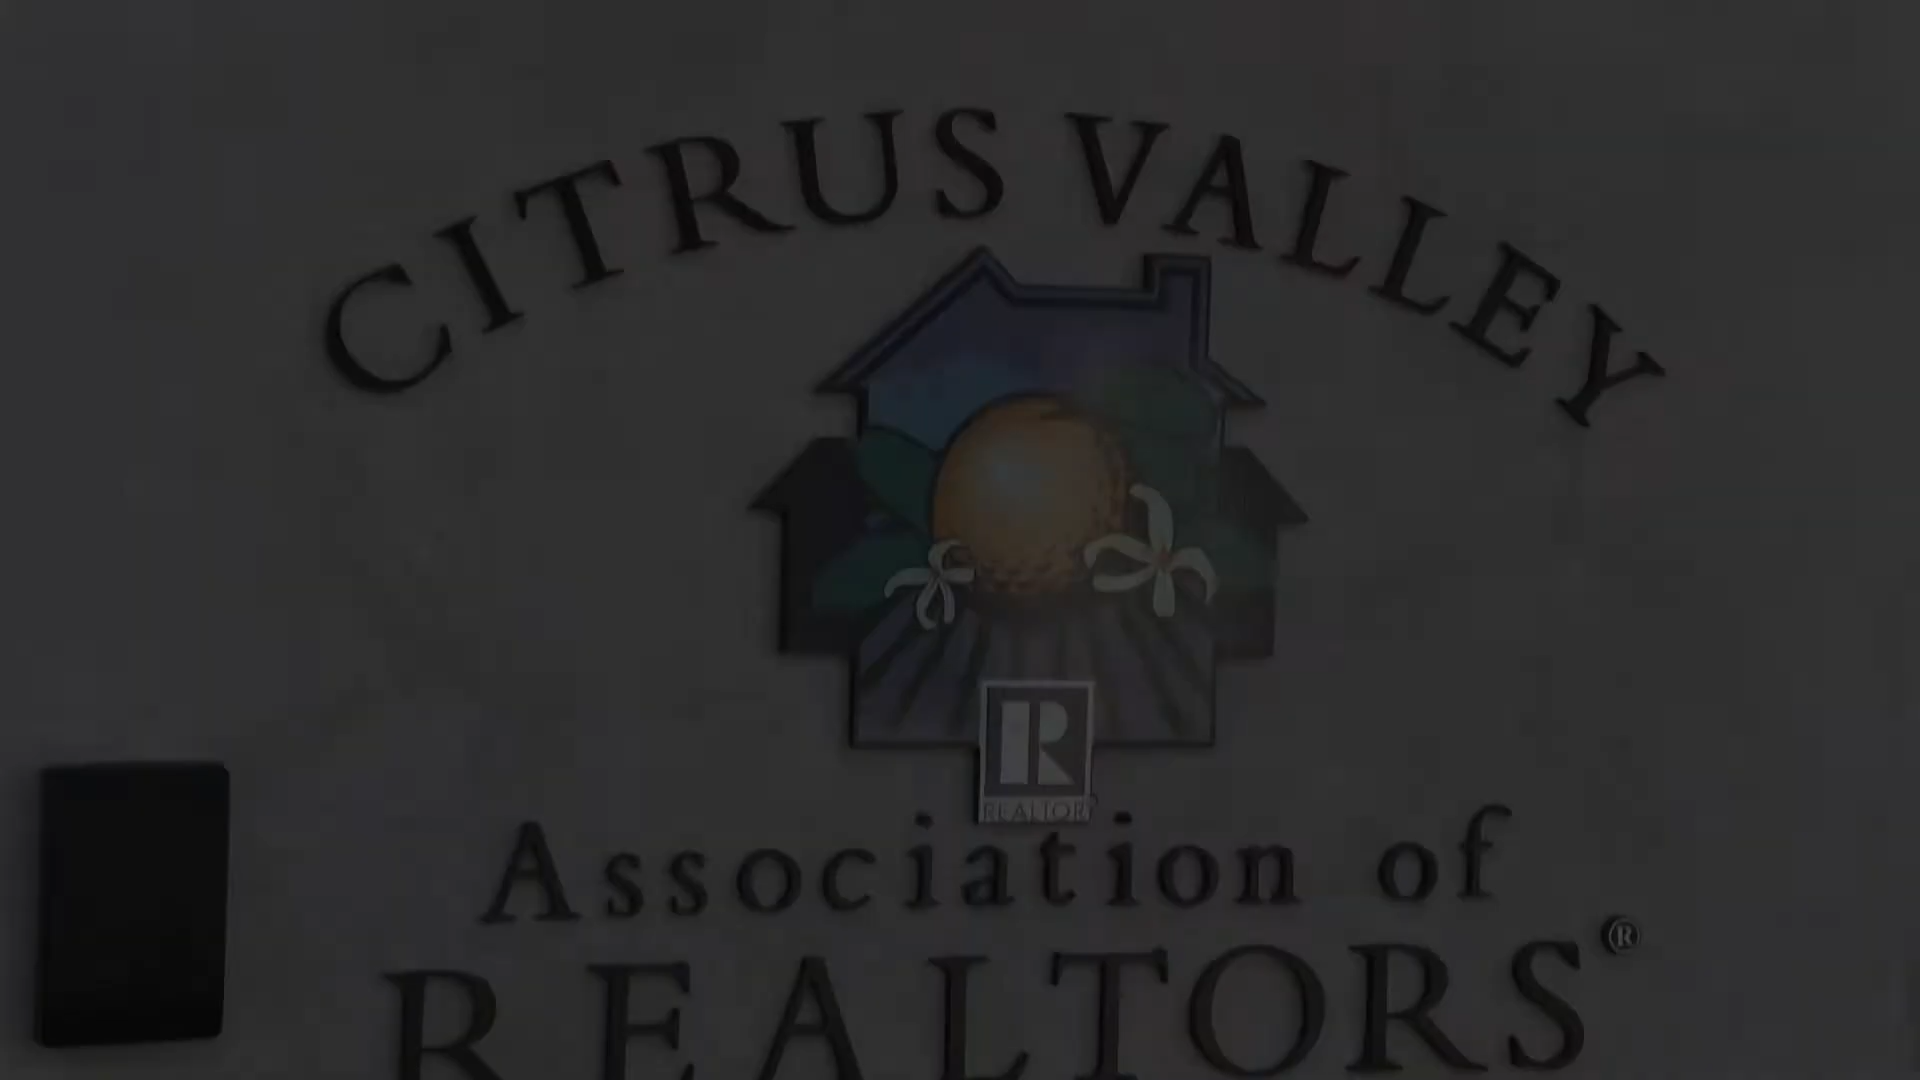 CITRUS VALLEY
R
REALTOR®
Association of
REALTORS®